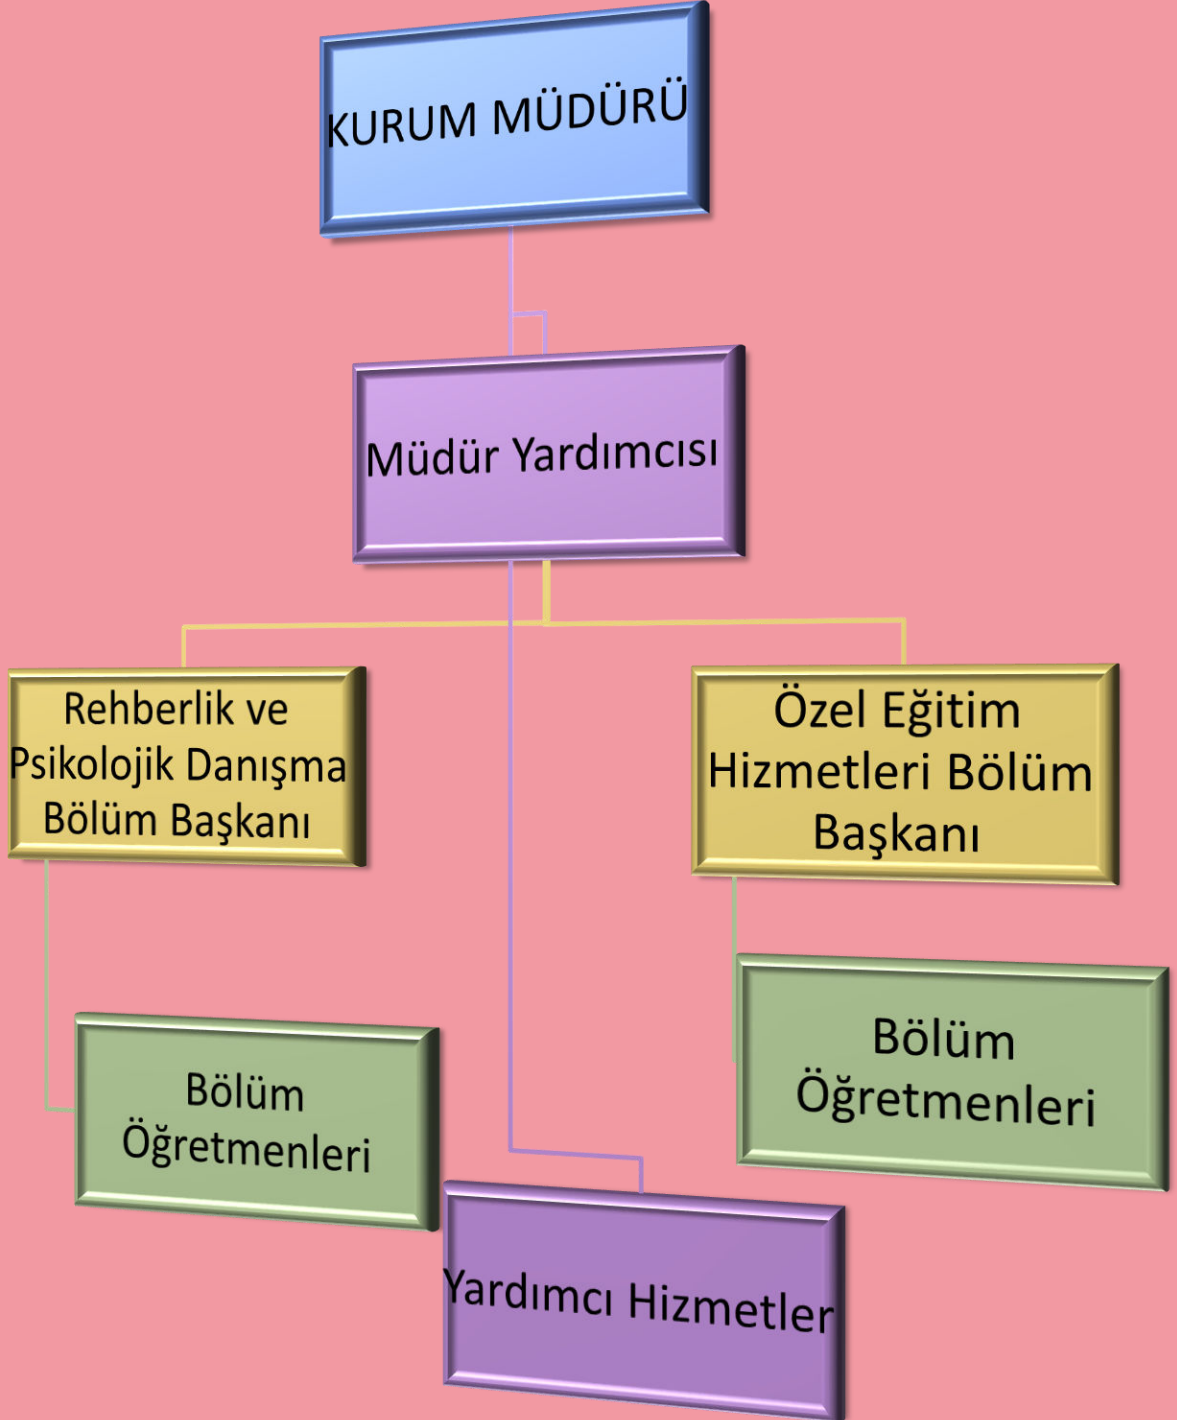 KURUM MÜDÜRÜ
Müdür Yardımcısı
Rehberlik ve
Psikolojik Danışma
Bölüm Başkanı
Özel Eğitim
Hizmetleri Bölüm
Başkanı
Bölüm
Öğretmenleri
Bölüm
Öğretmenleri
Yardımcı Hizmetler